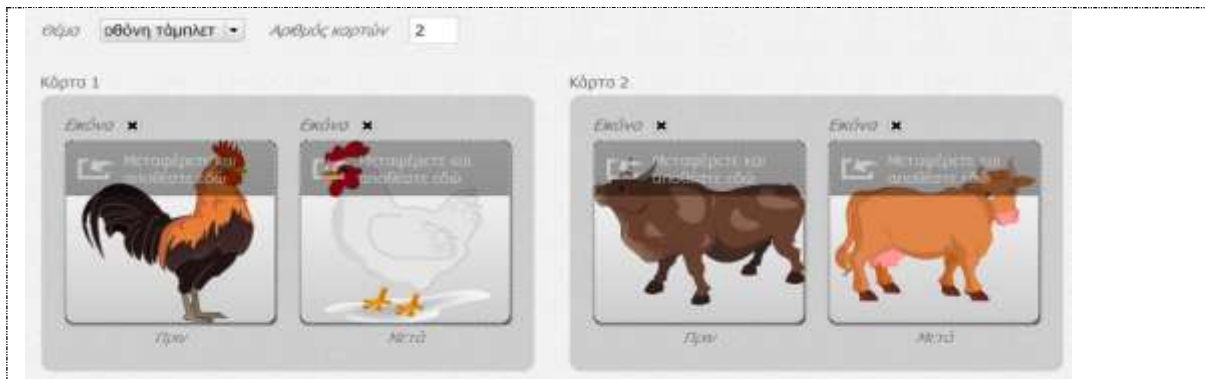 Θέμα οθόνη τάμπλετ Αριθμός καρτών 2
Κάρτα 1 Κάρτα 2
Εικόνα Εικόνα Εικόνα Εικόνα
Μεταφέρετε και Μεταφέρετε και Μεταφέρετε και Μεταφέρετε και
αποθέστε εδώ αποθέστε εδώ αποθέστε εδώ αποθέστε εδώ
Πριν Μετά Πριν Μετά